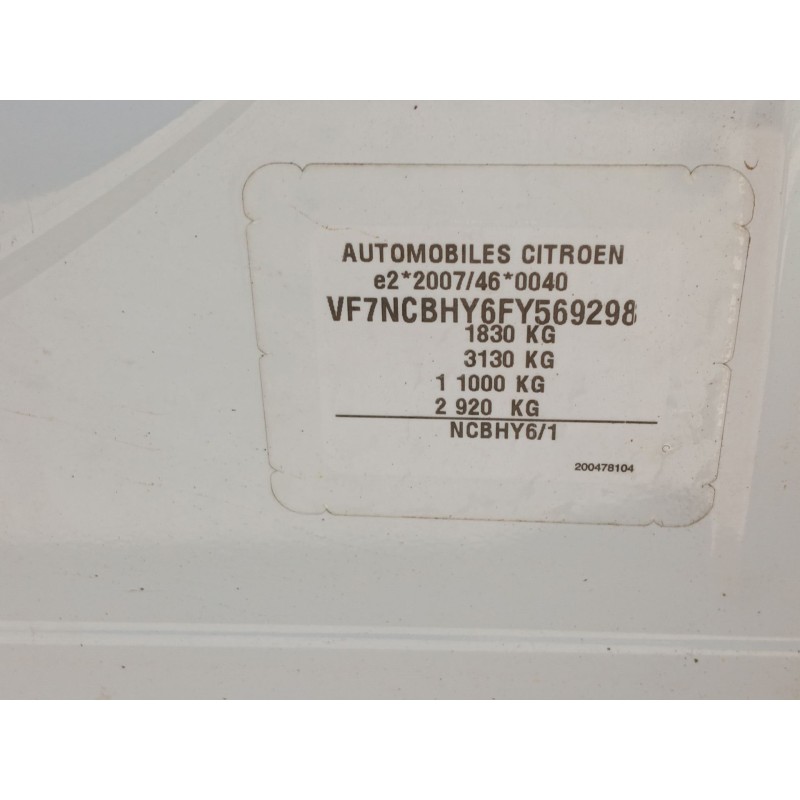 AUTOMOBILES CITROEN
e2*2007/46*0040
VF7NCBHY6FY569298
1830 KG
3130 KG
1 1000 KG
2 920 KG
NCBHY6/1
200478104